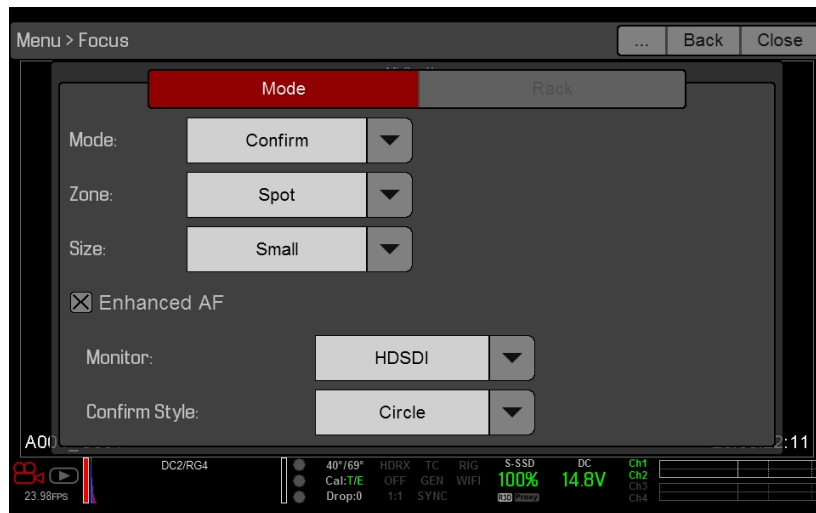 Menu > Focus
... Back Close
Mode Rack
Mode: Confirm
Zone: Spot
Size: Small
Enhanced AF
Monitor: HDSDI
Confirm Style: Circle
:11
DC2/RG4 40°/69° HDRX TC RIG S-SSD DC Ch1
Cal:T/E OFF GEN WIFI 100% 14.8V Ch2
23.98FPS Drop:0 1:1 SYNC R3D Proxy Ch3
Ch4